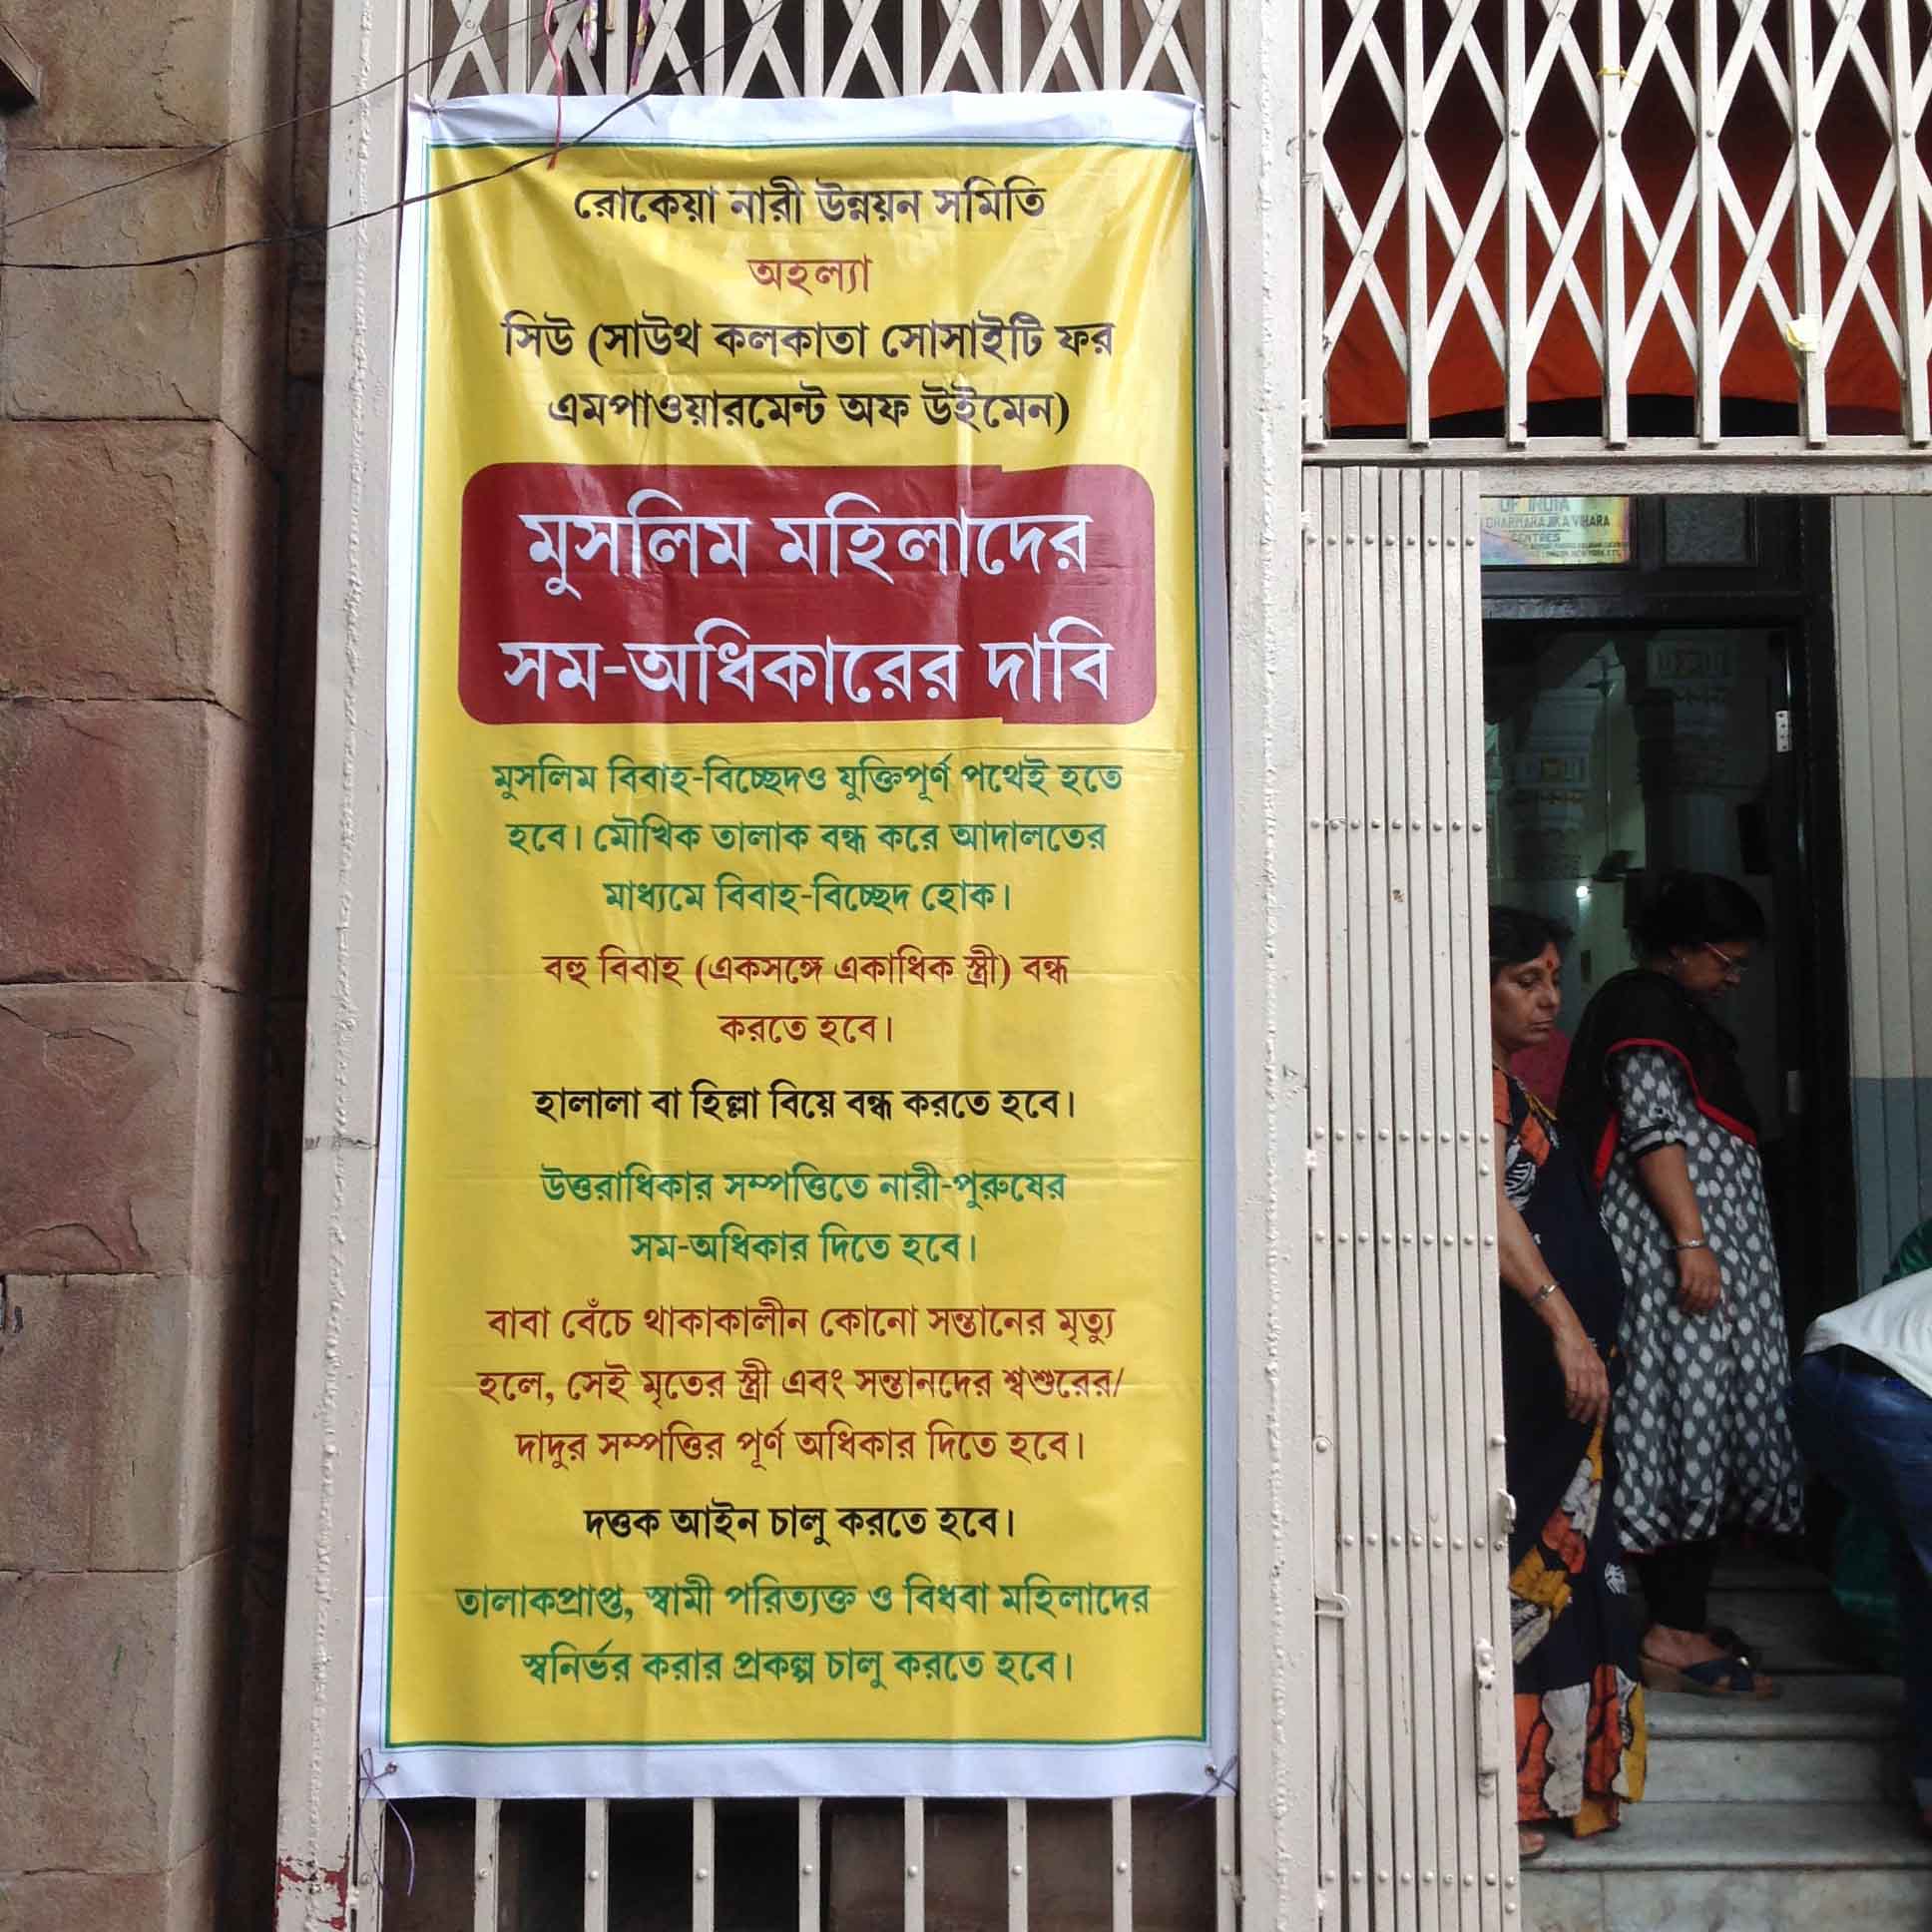 রোকেয়া নারী উন্নয়ন সমিতি
অহল্যা
সিউ (সাউথ কলকাতা সোসাইটি ফর
এমপাওয়ারমেন্ট অফ উইমেন)
মুসলিম মহিলাদের
সম-অধিকারের দাবি
মুসলিম বিবাহ-বিচ্ছেদও যুক্তিপূর্ণ পথেই হতে
হবে। মৌখিক তালাক বন্ধ করে আদালতের
মাধ্যমে বিবাহ-বিচ্ছেদ হোক।
বহু বিবাহ (একসঙ্গে একাধিক স্ত্রী) বন্ধ
করতে হবে।
হালালা বা হিল্লা বিয়ে বন্ধ করতে হবে।
উত্তরাধিকার সম্পত্তিতে নারী-পুরুষের
সম-অধিকার দিতে হবে।
বাবা বেঁচে থাকাকালীন কোনো সন্তানের মৃত্যু
হলে, সেই মৃতের স্ত্রী এবং সন্তানদের শ্বশুরের/
দাদুর সম্পত্তির পূর্ণ অধিকার দিতে হবে।
দত্তক আইন চালু করতে হবে।
তালাকপ্রাপ্ত, স্বামী পরিত্যক্ত ও বিধবা মহিলাদের
স্বনির্ভর করার প্রকল্প চালু করতে হবে।
OF INDIA
DHARMARAJIKA VIHARA
CENTRES